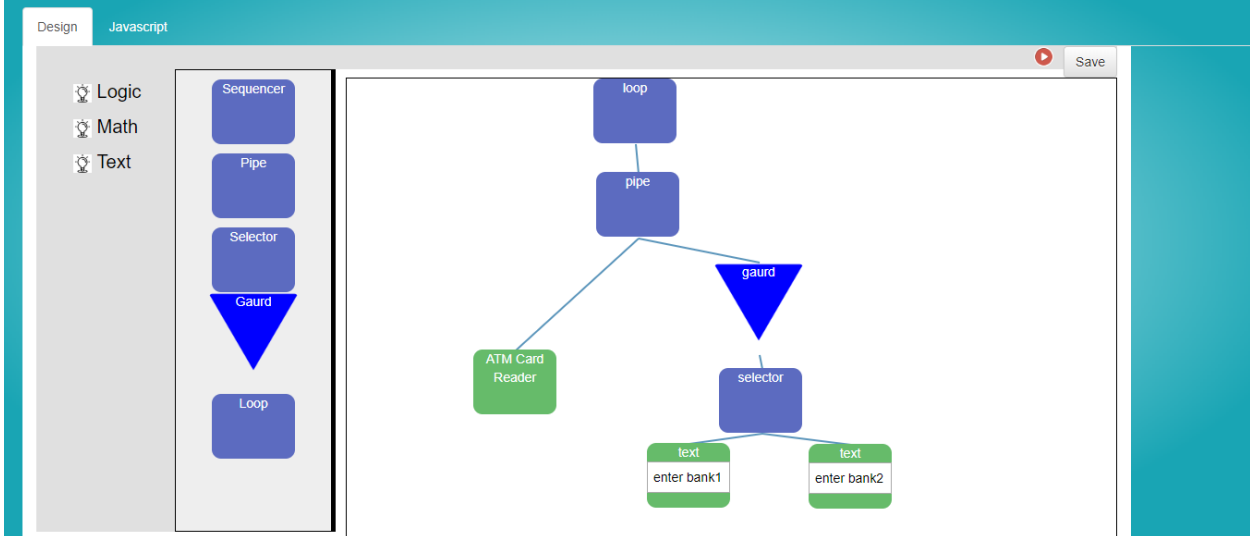 Design
Javascript
Save
Logic
Math
Text
Sequencer
Pipe
Selector
Gaurd
Loop
loop
pipe
gaurd
ATM Card
Reader
selector
text
enter bank1
text
enter bank2